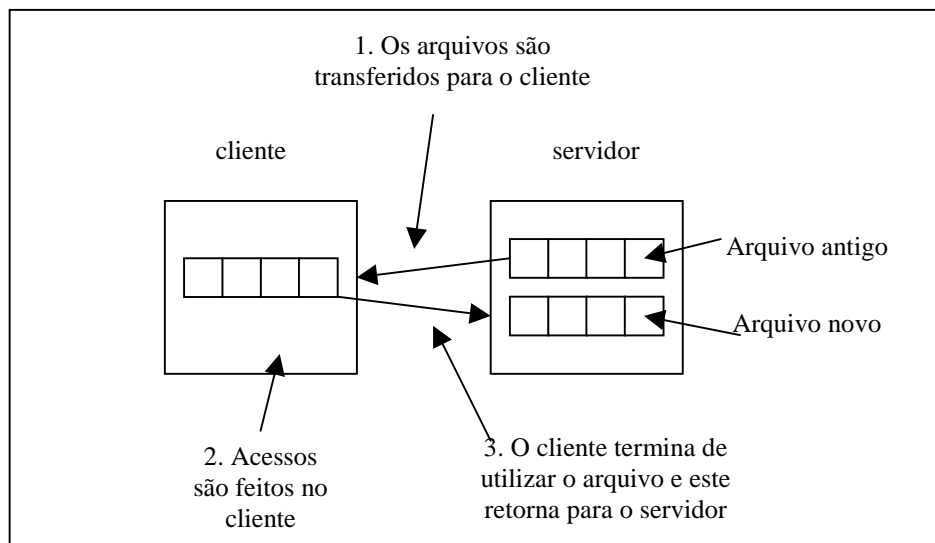 1. Os arquivos são
transferidos para o cliente
cliente
servidor
Arquivo antigo
Arquivo novo
2. Acessos
são feitos no
cliente
3. O cliente termina de
utilizar o arquivo e este
retorna para o servidor